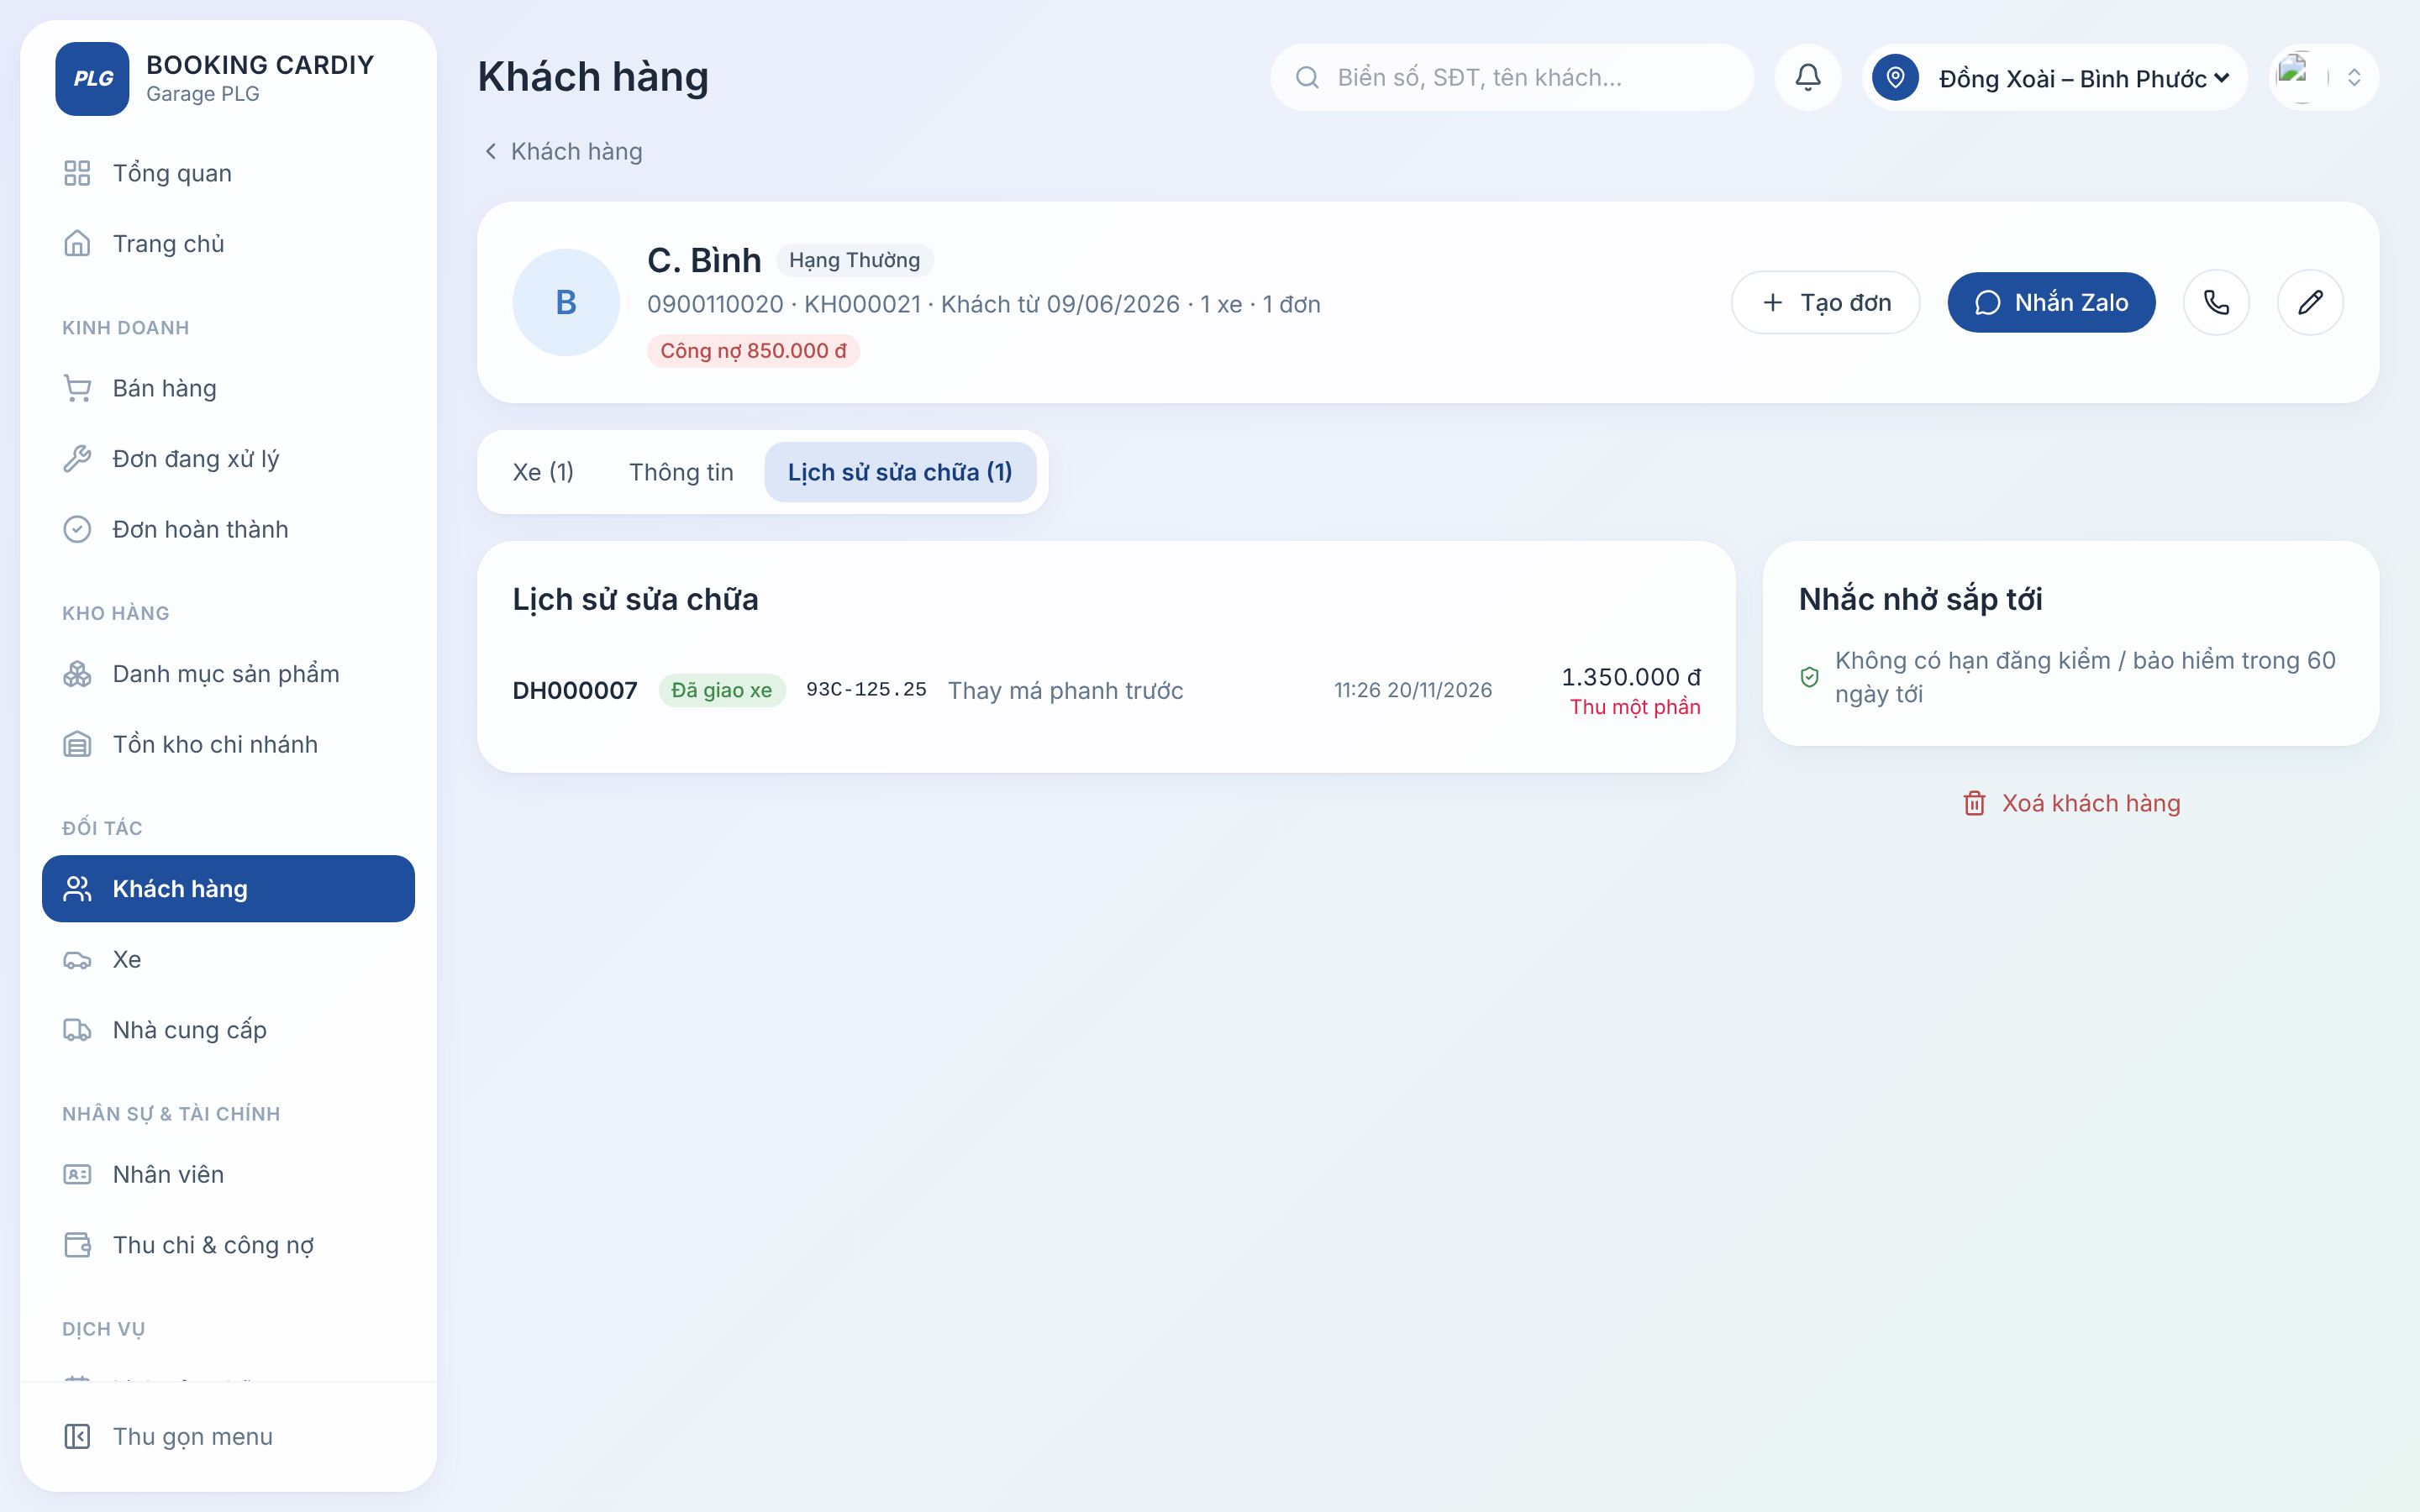 PLG
BOOKING CARDIY
Garage PLG
Tổng quan
Trang chủ
KINH DOANH
Bán hàng
Đơn đang xử lý
Đơn hoàn thành
KHO HÀNG
Danh mục sản phẩm
Tồn kho chi nhánh
ĐỐI TÁC
Khách hàng
Xe
Nhà cung cấp
NHÂN SỰ & TÀI CHÍNH
Nhân viên
Thu chi & công nợ
DỊCH VỤ
Thu gọn menu
Khách hàng
Biển số, SĐT, tên khách...
Đồng Xoài – Bình Phước
Khách hàng
B
C. Bình Hạng Thường
0900110020 · KH000021 · Khách từ 09/06/2026 · 1 xe · 1 đơn
Công nợ 850.000 đ
Tạo đơn
Nhắn Zalo
Xe (1) Thông tin Lịch sử sửa chữa (1)
Lịch sử sửa chữa
DH000007 Đã giao xe 93C-125.25 Thay má phanh trước 11:26 20/11/2026 1.350.000 đ
Thu một phần
Nhắc nhở sắp tới
Không có hạn đăng kiểm / bảo hiểm trong 60
ngày tới
Xoá khách hàng